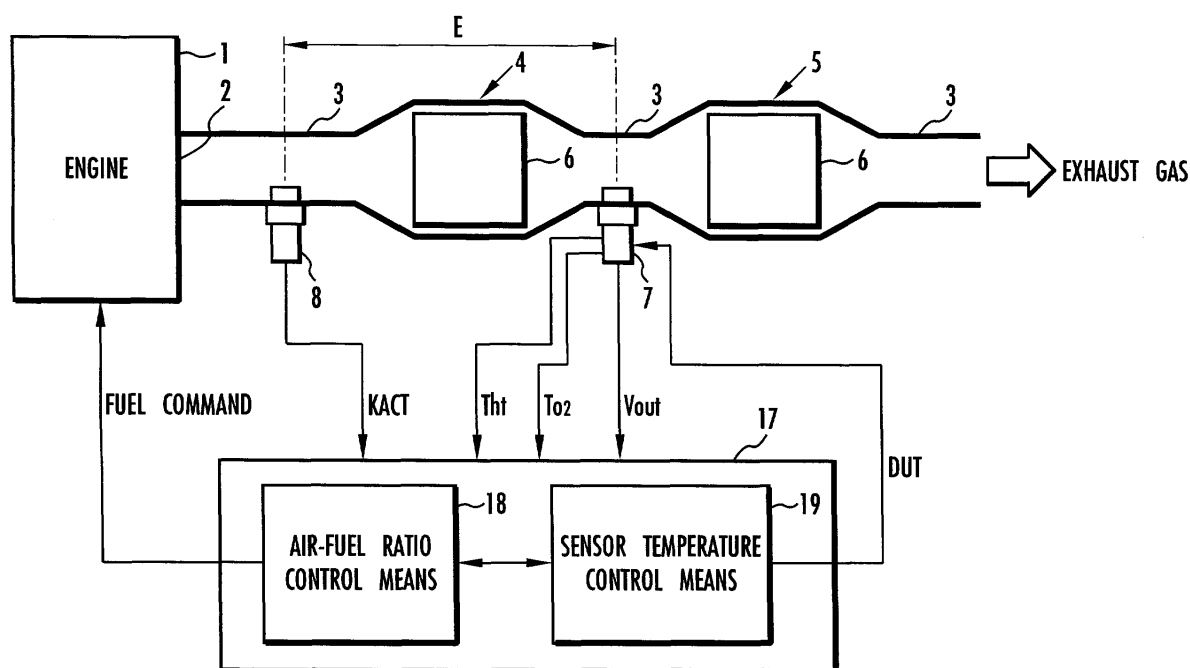 E
1
2
3
4
3
5
3
ENGINE
6
6
EXHAUST GAS
8
7
FUEL COMMAND
KACT
Tht
To2
Vout
17
DUT
18
19
AIR-FUEL RATIO
CONTROL MEANS
SENSOR TEMPERATURE
CONTROL MEANS